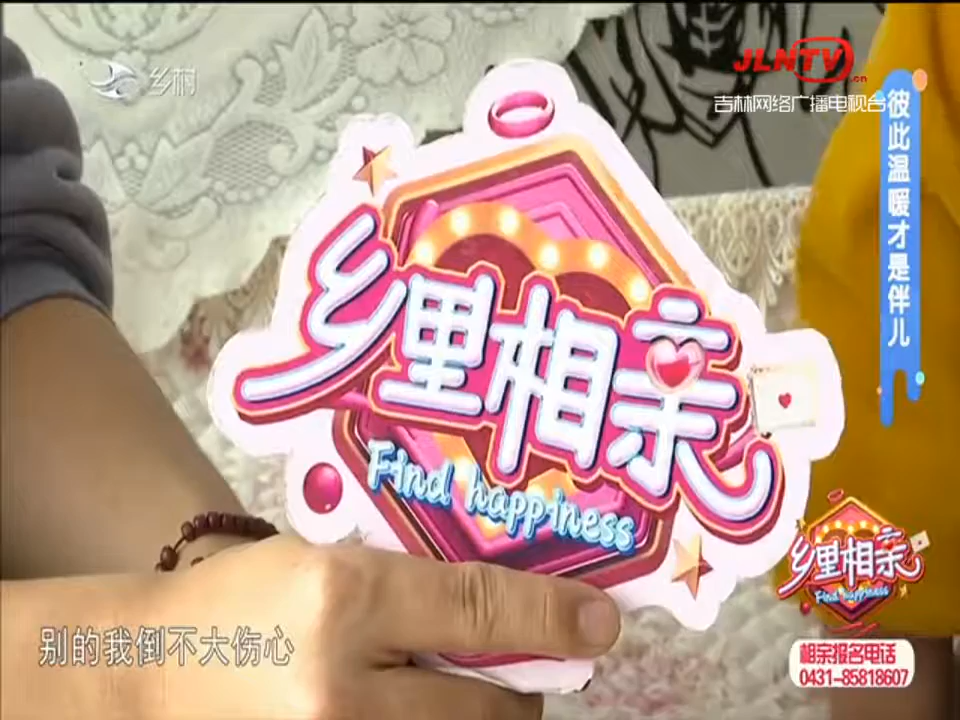 乡村
JLNTV.cn
吉林网络广播电视台
彼此温暖才是伴儿
乡里相亲
Find happiness
乡里相亲
Find happiness
别的我倒不大伤心
相亲报名电话
0431-85818607